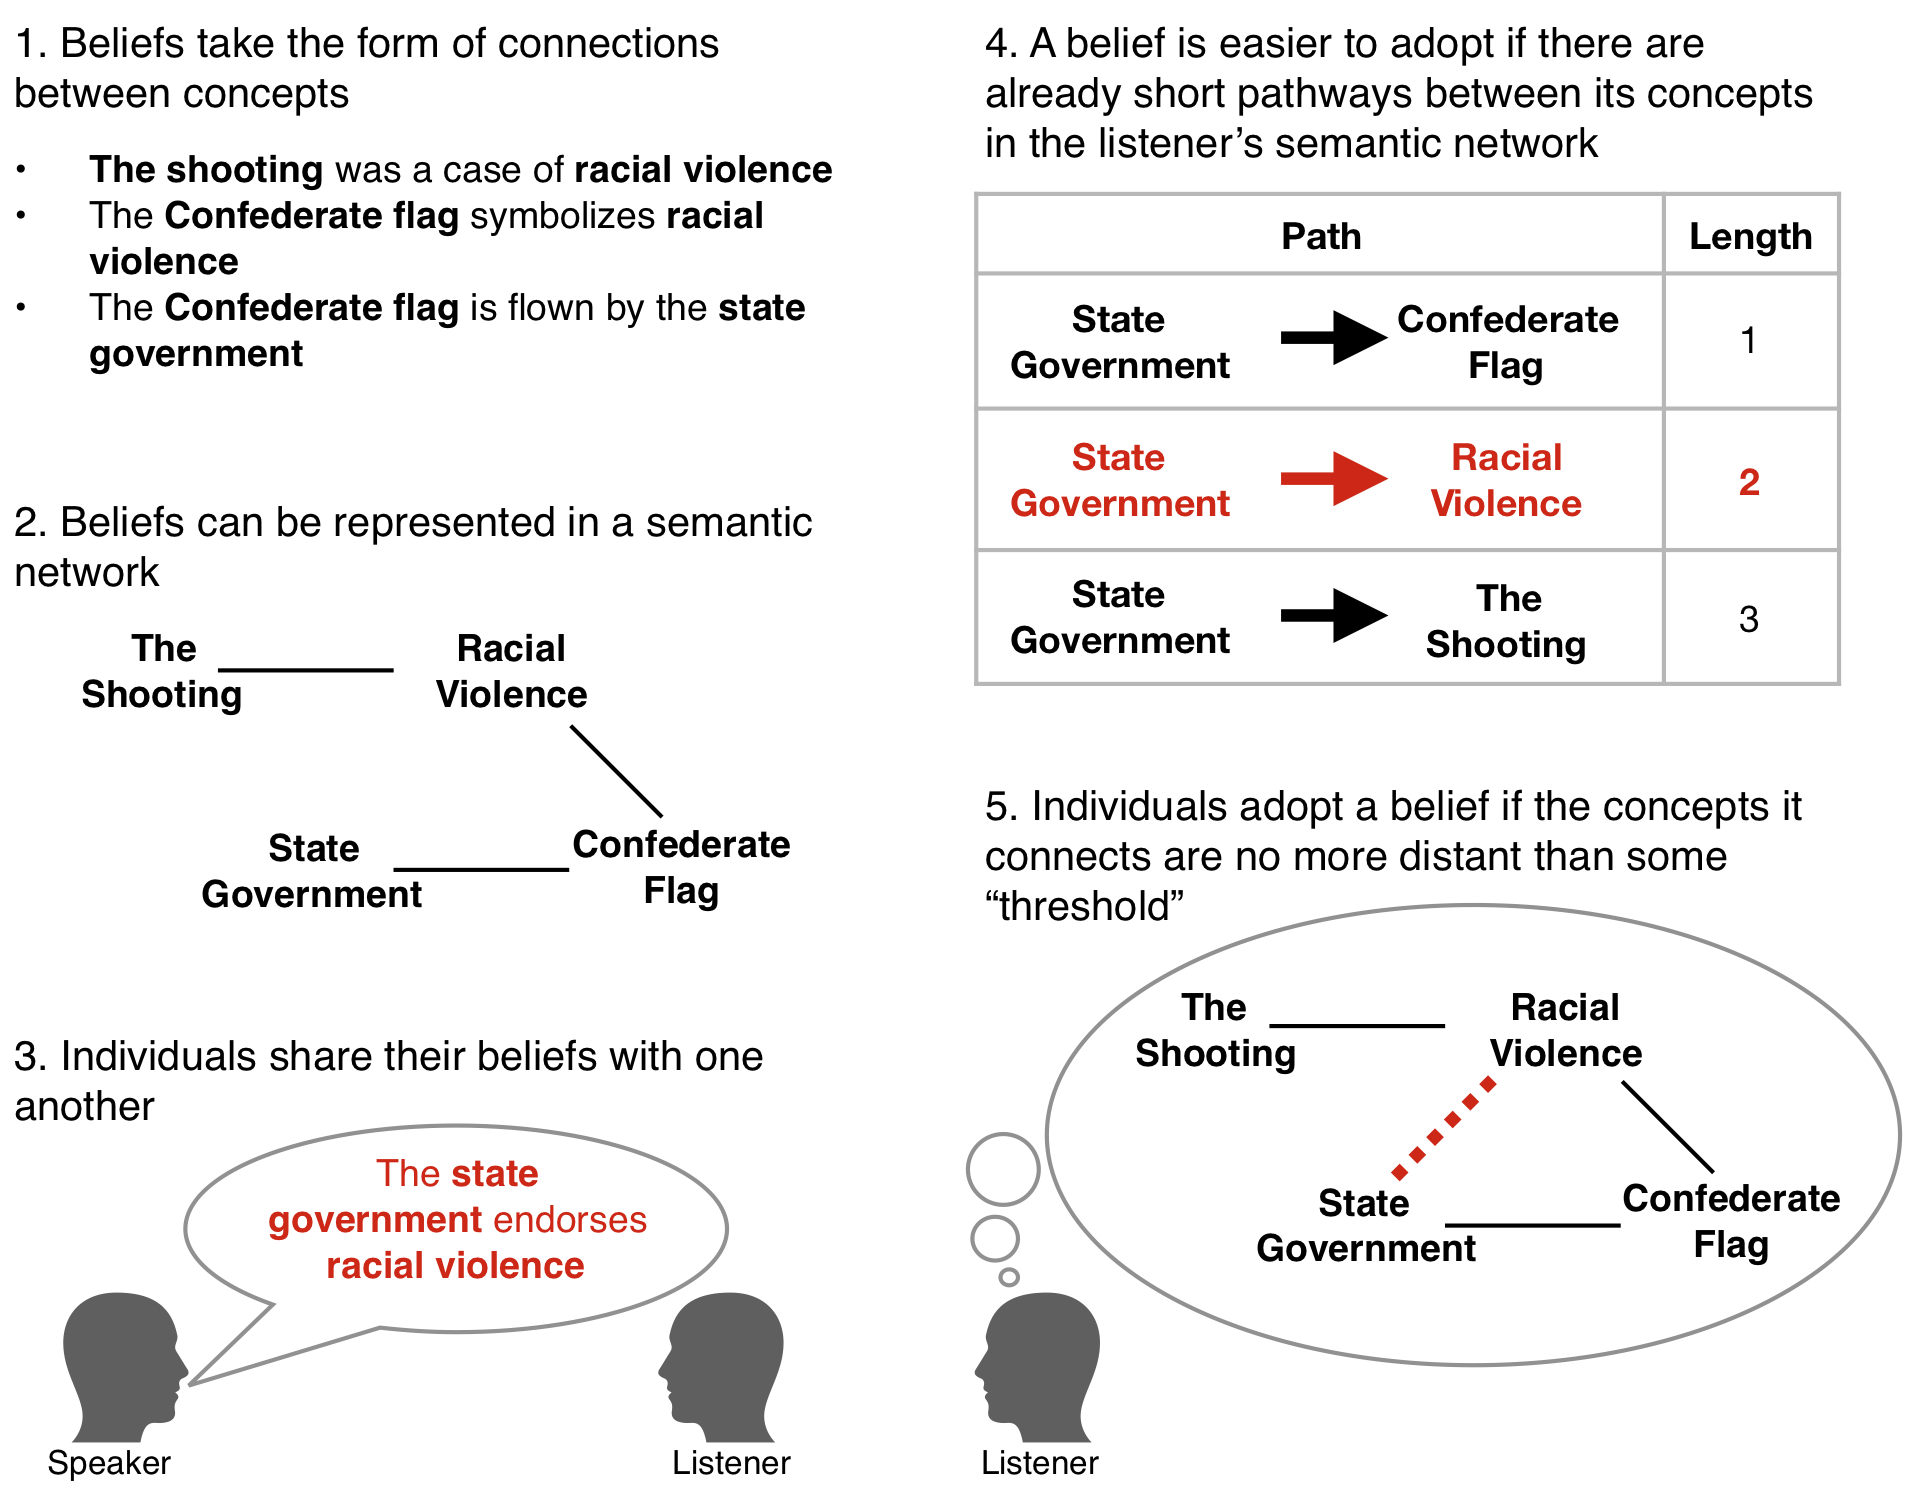 1. Beliefs take the form of connections
between concepts
• The shooting was a case of racial violence
• The Confederate flag symbolizes racial
violence
• The Confederate flag is flown by the state
government
2. Beliefs can be represented in a semantic
network
The
Shooting
Racial
Violence
State
Government
Confederate
Flag
3. Individuals share their beliefs with one
another
The state
government endorses
racial violence
Speaker
Listener
4. A belief is easier to adopt if there are
already short pathways between its concepts
in the listener’s semantic network
Path Length
State
Government
Confederate
Flag
1
State
Government
Racial
Violence
2
State
Government
The
Shooting
3
5. Individuals adopt a belief if the concepts it
connects are no more distant than some
“threshold”
The
Shooting
Racial
Violence
State
Government
Confederate
Flag
Listener